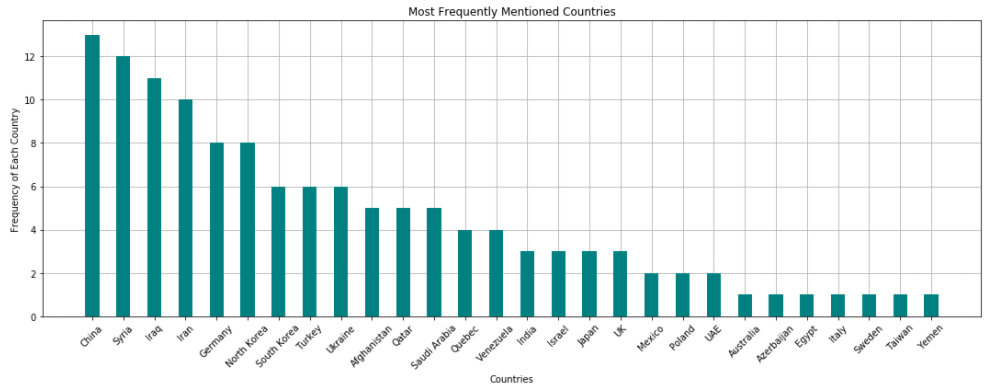 Most Frequently Mentioned Countries
Frequency of Each Country
12
10
8
6
4
2
0
China
Syria
Iraq
Iran
Germany
North Korea
South Korea
Turkey
Ukraine
Afghanistan
Qatar
Saudi Arabia
Quebec
Venezuela
India
Israel
Japan
UK
Mexico
Poland
UAE
Australia
Azerbaijan
Egypt
Italy
Sweden
Taiwan
Yemen
Countries